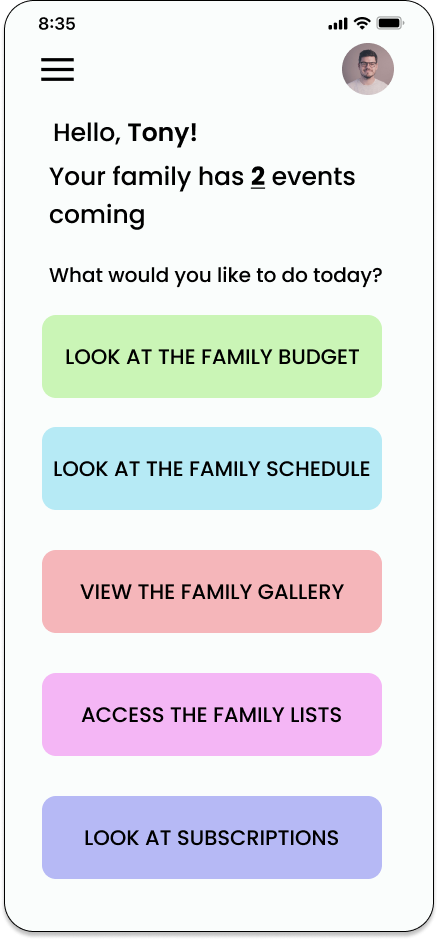 8:35
Hello, Tony!
Your family has 2 events
coming
What would you like to do today?
LOOK AT THE FAMILY BUDGET
LOOK AT THE FAMILY SCHEDULE
VIEW THE FAMILY GALLERY
ACCESS THE FAMILY LISTS
LOOK AT SUBSCRIPTIONS